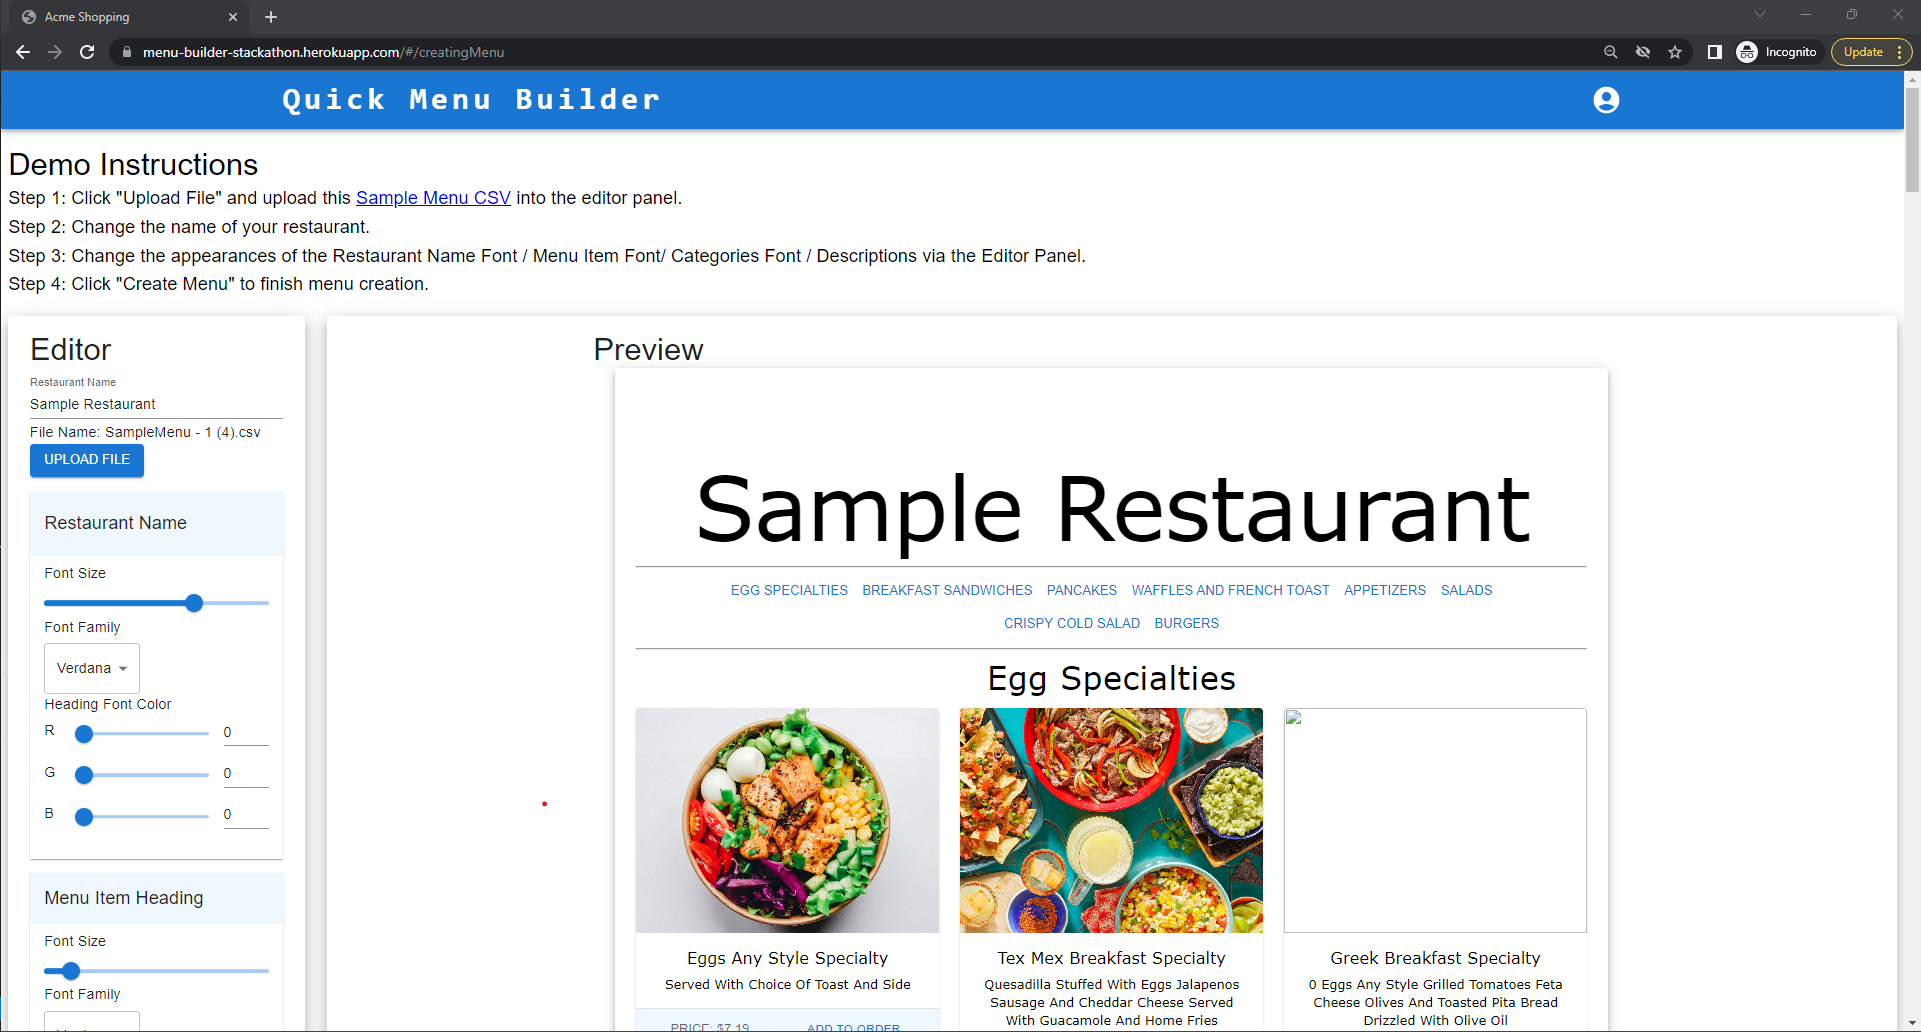 Acme Shopping
menu-builder-stackathon.herokuapp.com/#/creatingMenu
Incognito
Update
Quick Menu Builder
Demo Instructions
Step 1: Click "Upload File" and upload this Sample Menu CSV into the editor panel.
Step 2: Change the name of your restaurant.
Step 3: Change the appearances of the Restaurant Name Font / Menu Item Font/ Categories Font / Descriptions via the Editor Panel.
Step 4: Click "Create Menu" to finish menu creation.
Editor
Restaurant Name
Sample Restaurant
File Name: SampleMenu - 1 (4).csv
UPLOAD FILE
Restaurant Name
Font Size
Font Family
Verdana
Heading Font Color
R 0
G 0
B 0
Menu Item Heading
Font Size
Font Family
Preview
Sample Restaurant
EGG SPECIALTIES BREAKFAST SANDWICHES PANCAKES WAFFLES AND FRENCH TOAST APPETIZERS SALADS
CRISPY COLD SALAD BURGERS
Egg Specialties
Eggs Any Style Specialty
Served With Choice Of Toast And Side
PRICE: $7.19 ADD TO ORDER
Tex Mex Breakfast Specialty
Quesadilla Stuffed With Eggs Jalapenos
Sausage And Cheddar Cheese Served
With Guacamole And Home Fries
Greek Breakfast Specialty
0 Eggs Any Style Grilled Tomatoes Feta
Cheese Olives And Toasted Pita Bread
Drizzled With Olive Oil